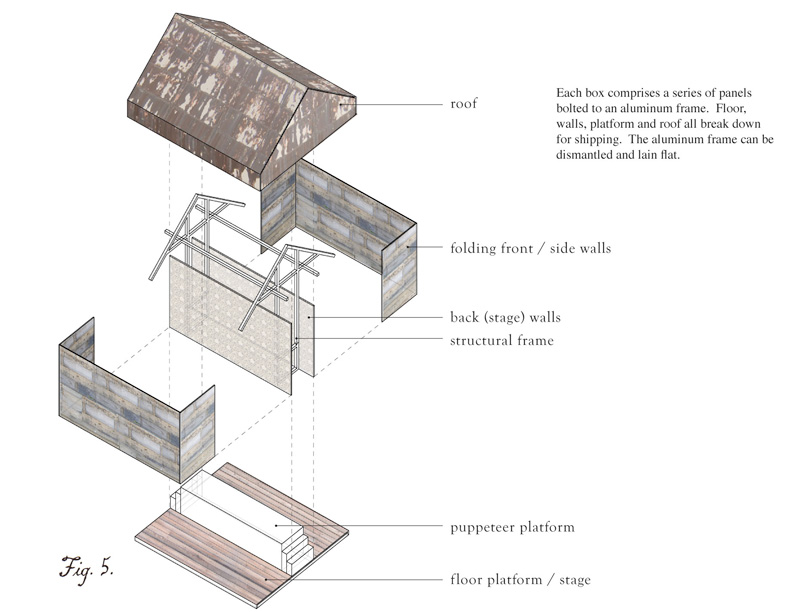 roof
Each box comprises a series of panels
bolted to an aluminum frame.  Floor,
walls, platform and roof all break down
for shipping.  The aluminum frame can be
dismantled and lain flat.
folding front / side walls
back (stage) walls
structural frame
puppeteer platform
floor platform / stage
Fig. 5.